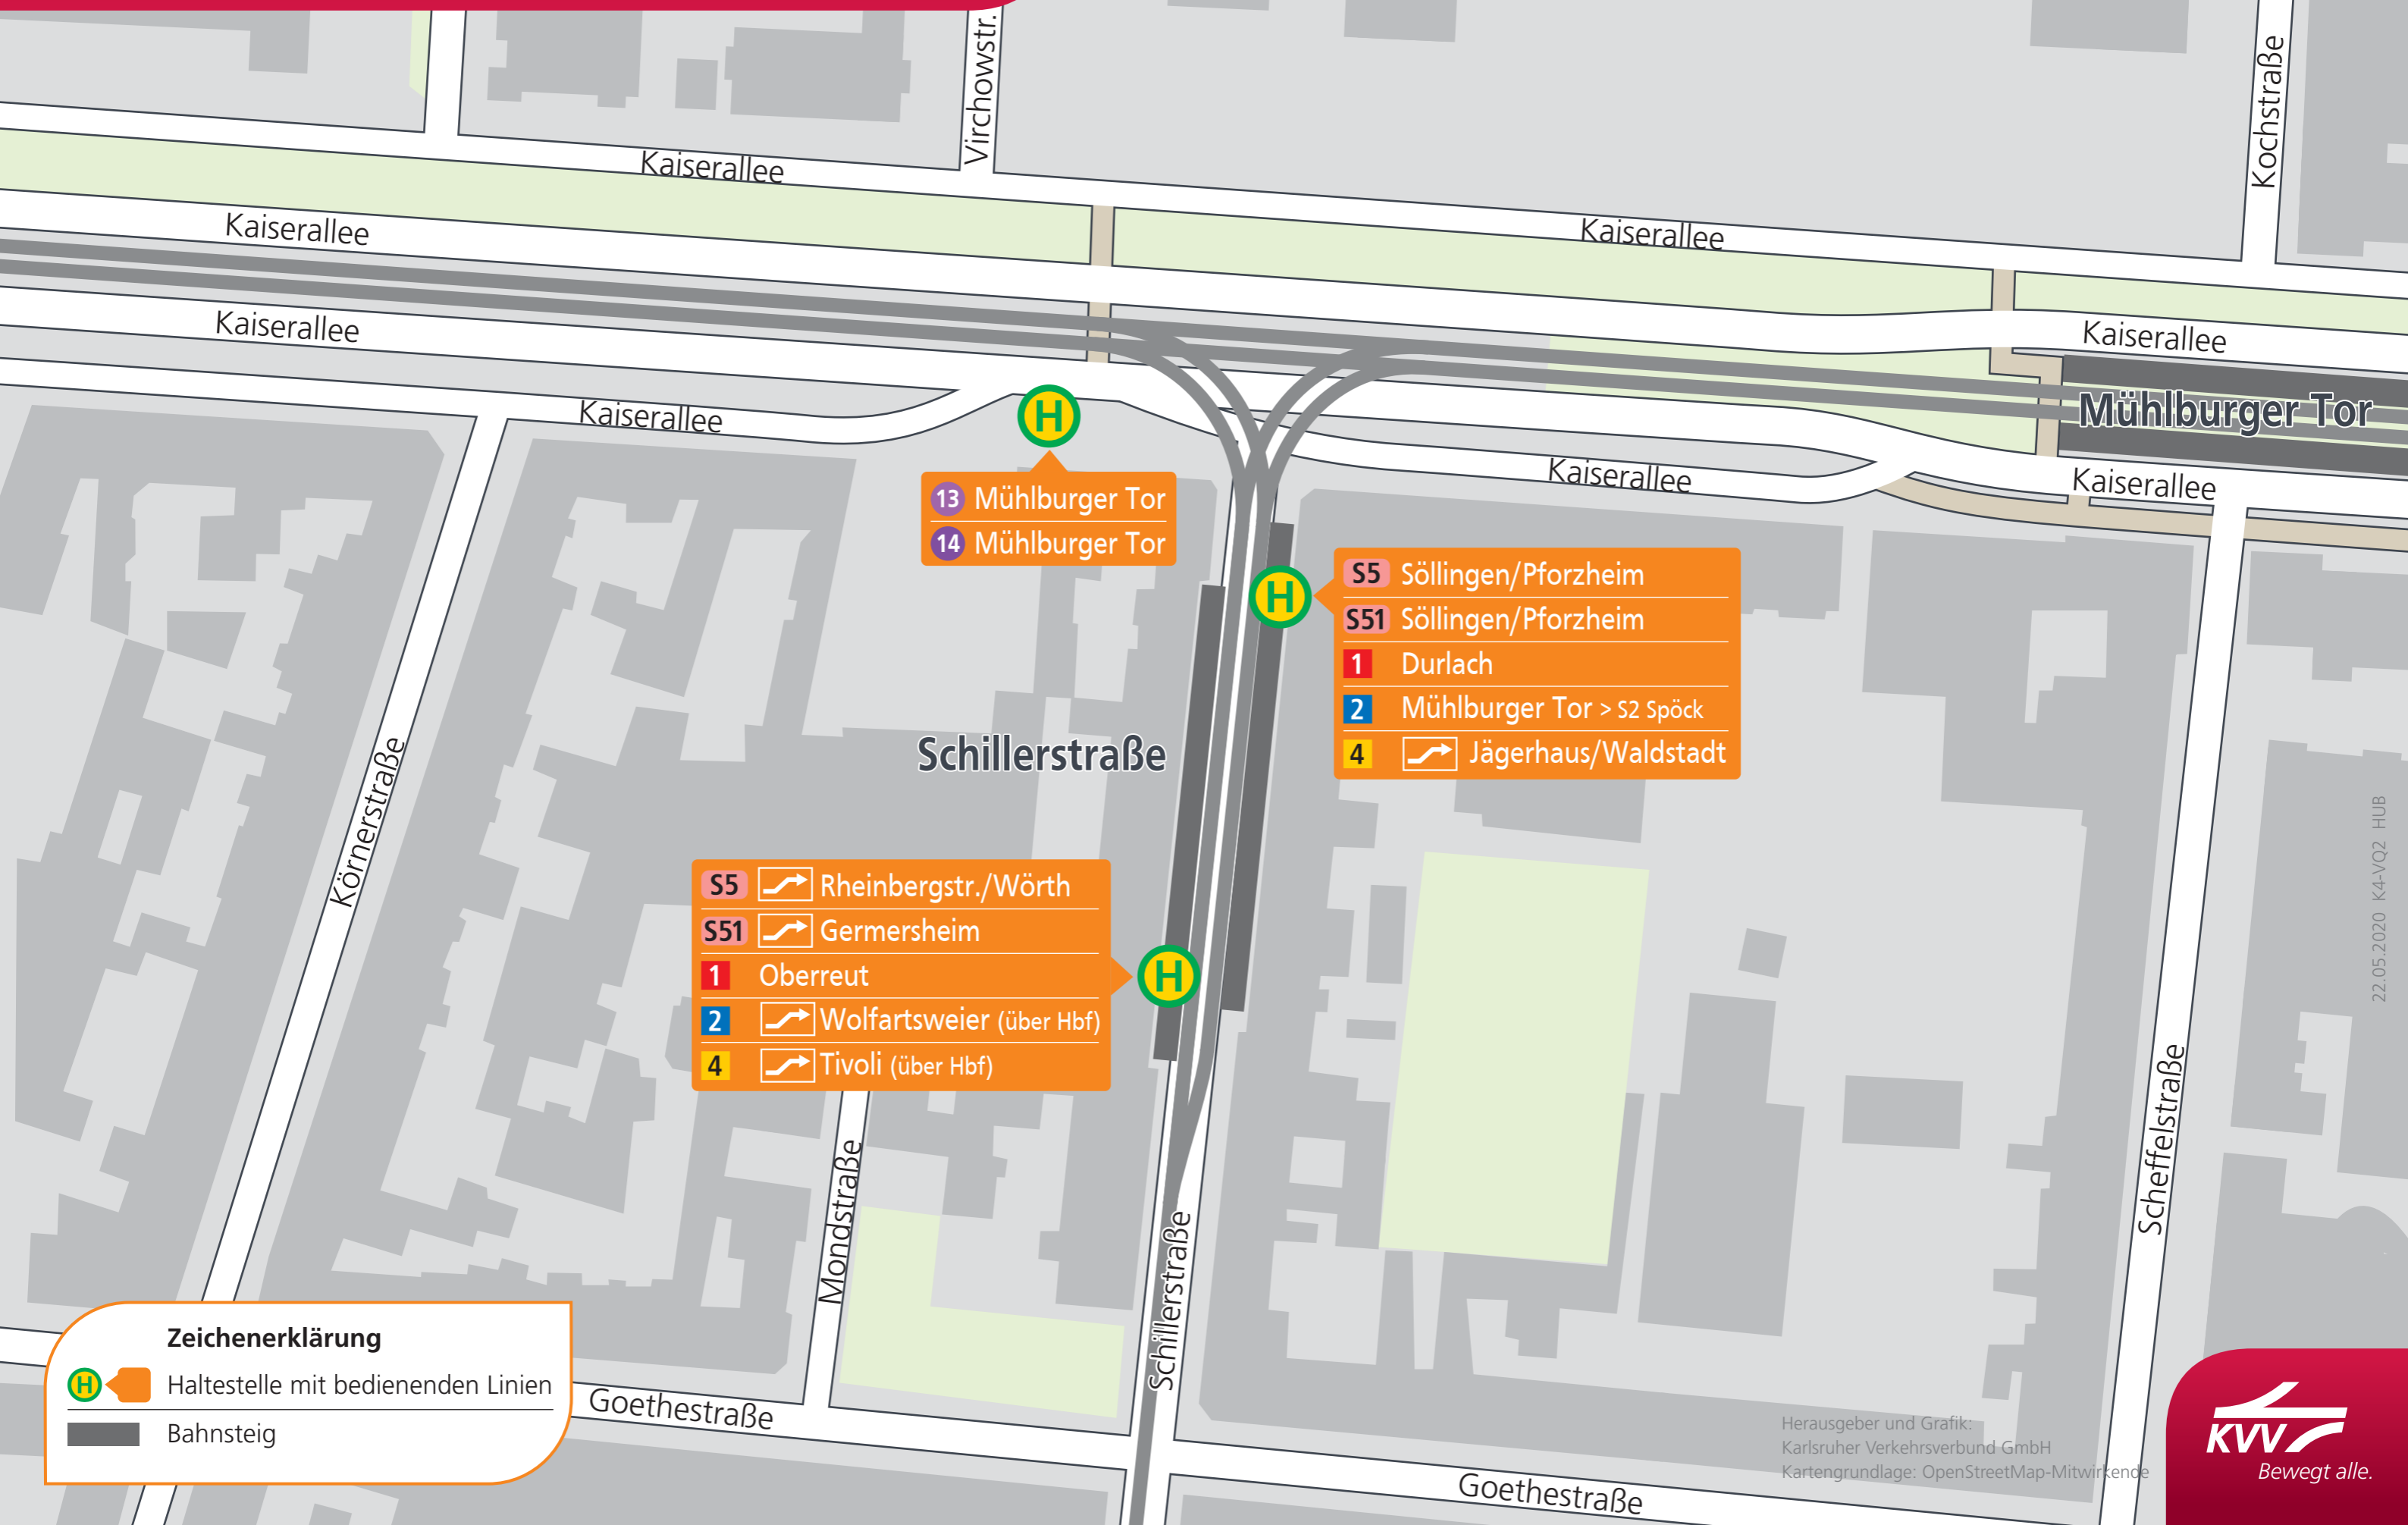 Virchowstr.
Kochstraße
Kaiserallee
Kaiserallee
Kaiserallee
Kaiserallee
Kaiserallee
Kaiserallee
Mühlburger Tor
Kaiserallee
Kaiserallee
Kaiserallee
13 Mühlburger Tor
14 Mühlburger Tor
H
H
S5 Söllingen/Pforzheim
S51 Söllingen/Pforzheim
1 Durlach
2 Mühlburger Tor > S2 Spöck
4 Jägerhaus/Waldstadt
Schillerstraße
Körnerstraße
S5 Rheinbergstr./Wörth
S51 Germersheim
1 Oberreut
2 Wolfartsweier (über Hbf)
4 Tivoli (über Hbf)
H
22.05.2020 K4-VQ2 HUB
Scheffelstraße
Mondstraße
Schillerstraße
Zeichenerklärung
H Haltestelle mit bedienenden Linien
Bahnsteig
Goethestraße
Goethestraße
Herausgeber und Grafik:
Karlsruher Verkehrsverbund GmbH
Kartengrundlage: OpenStreetMap-Mitwirkende
KVV
Bewegt alle.